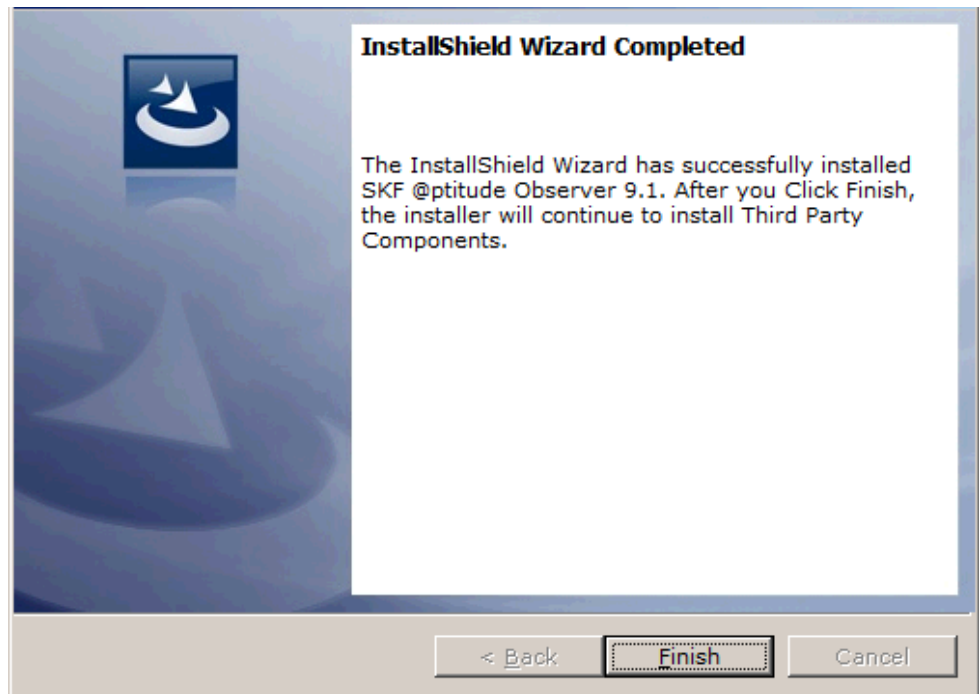 InstallShield Wizard Completed
The InstallShield Wizard has successfully installed
SKF @ptitude Observer 9.1. After you Click Finish,
the installer will continue to install Third Party
Components.
< Back
Finish
Cancel